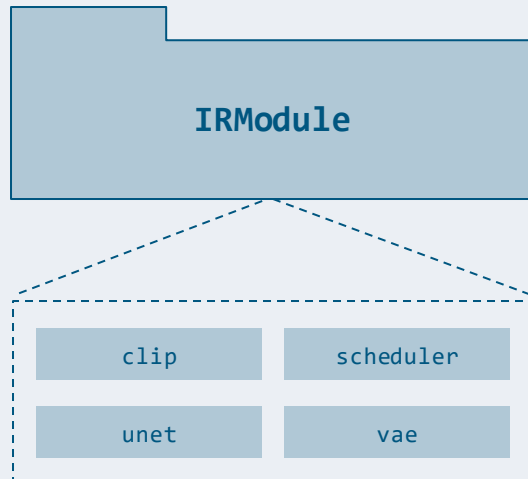 IRModule
clip
scheduler
unet
vae